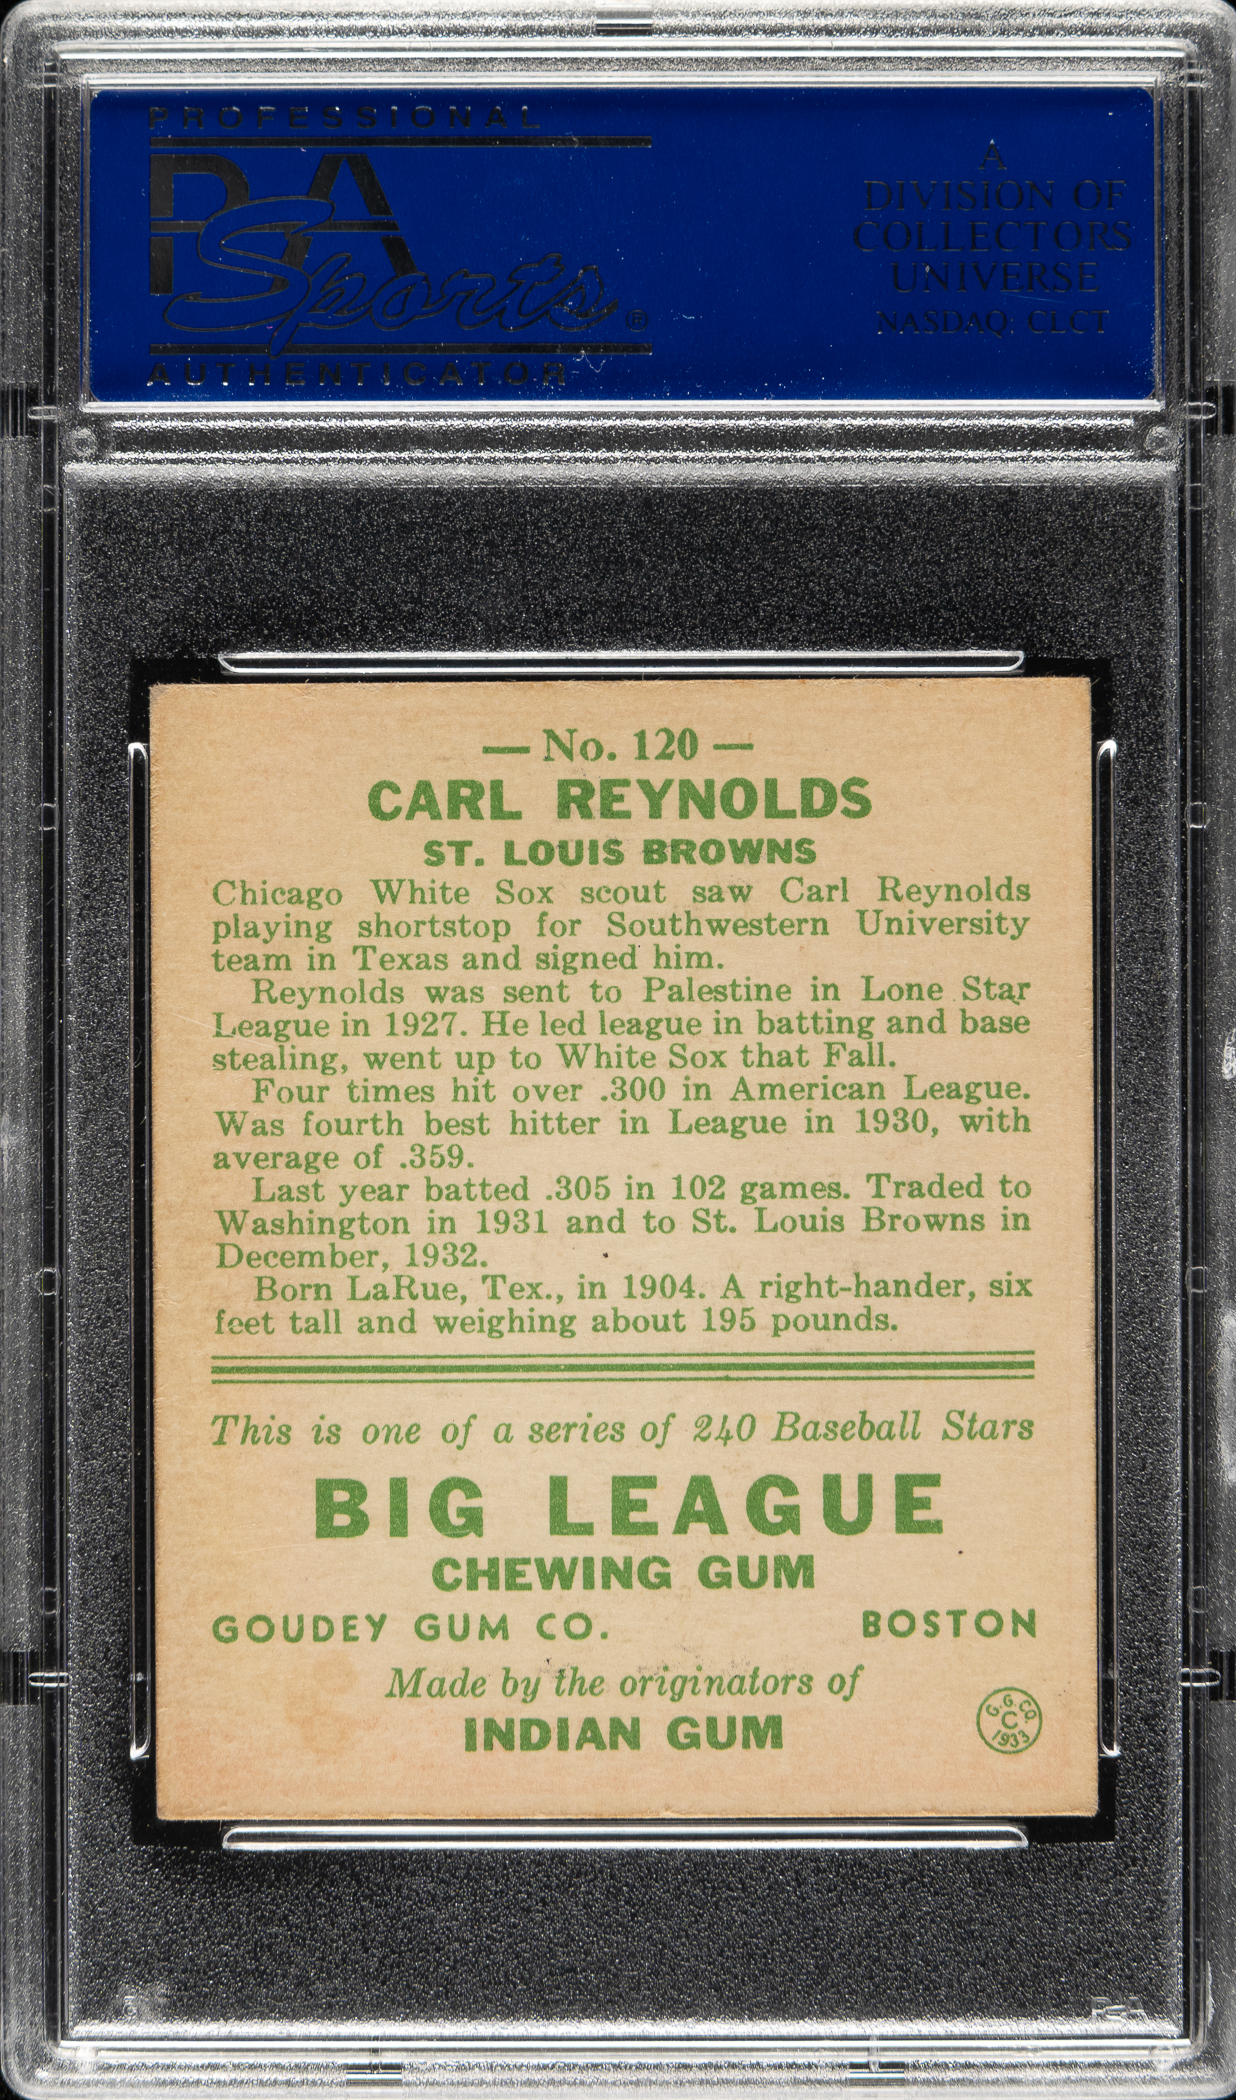 PROFESSIONAL
PSA
Sports ®
AUTHENTICATOR
A
DIVISION OF
COLLECTORS
UNIVERSE
NASDAQ: CLCT
— No. 120 —
CARL REYNOLDS
ST. LOUIS BROWNS
Chicago White Sox scout saw Carl Reynolds
playing shortstop for Southwestern University
team in Texas and signed him.
Reynolds was sent to Palestine in Lone Star
League in 1927. He led league in batting and base
stealing, went up to White Sox that Fall.
Four times hit over .300 in American League.
Was fourth best hitter in League in 1930, with
average of .359.
Last year batted .305 in 102 games. Traded to
Washington in 1931 and to St. Louis Browns in
December, 1932.
Born LaRue, Tex., in 1904. A right-hander, six
feet tall and weighing about 195 pounds.
This is one of a series of 240 Baseball Stars
BIG LEAGUE
CHEWING GUM
GOUDEY GUM CO. BOSTON
Made by the originators of
INDIAN GUM
G.G.CO.
C
1933
PSA